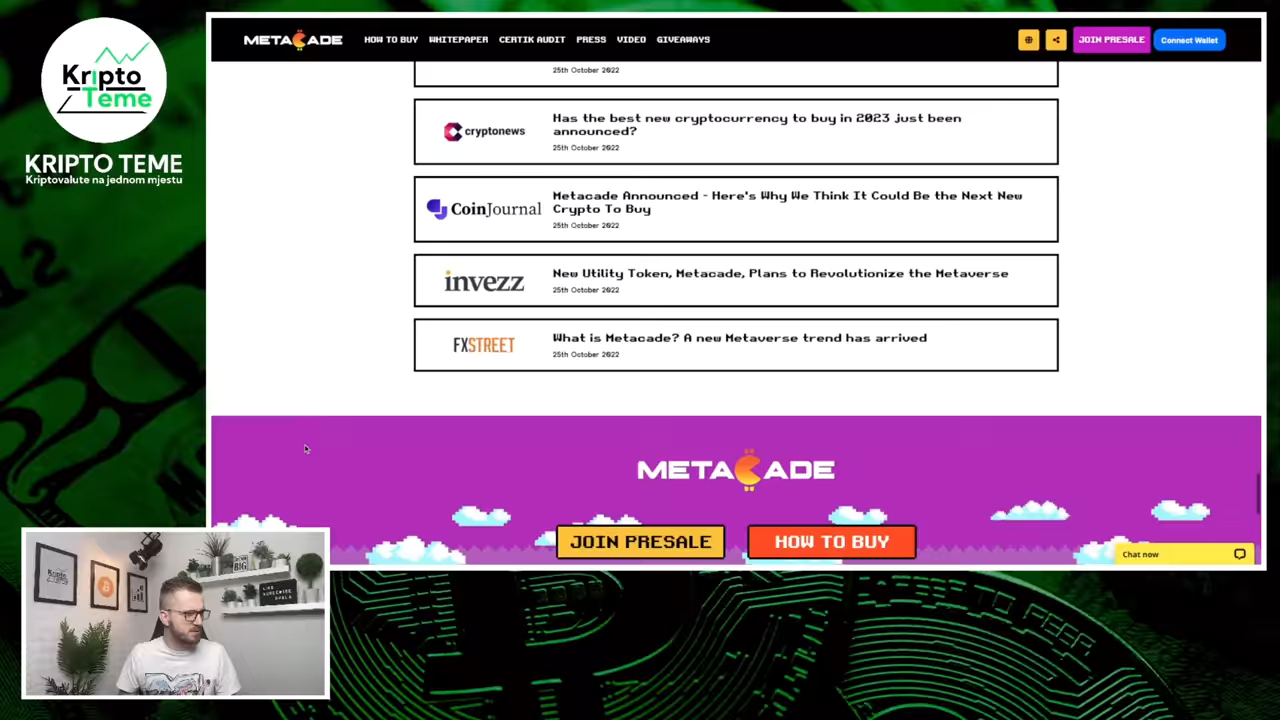 Kripto
Teme
KRIPTO TEME
Kriptovalute na jednom mjestu
METACADE
HOW TO BUY
WHITEPAPER
CERTIK AUDIT
PRESS
VIDEO
GIVEAWAYS
JOIN PRESALE
Connect Wallet
25th October 2022
cryptonews
Has the best new cryptocurrency to buy in 2023 just been
announced?
25th October 2022
CoinJournal
Metacade Announced - Here's Why We Think It Could Be the Next New
Crypto To Buy
25th October 2022
invezz
New Utility Token, Metacade, Plans to Revolutionize the Metaverse
25th October 2022
FXSTREET
What is Metacade? A new Metaverse trend has arrived
25th October 2022
METACADE
JOIN PRESALE
HOW TO BUY
Chat now